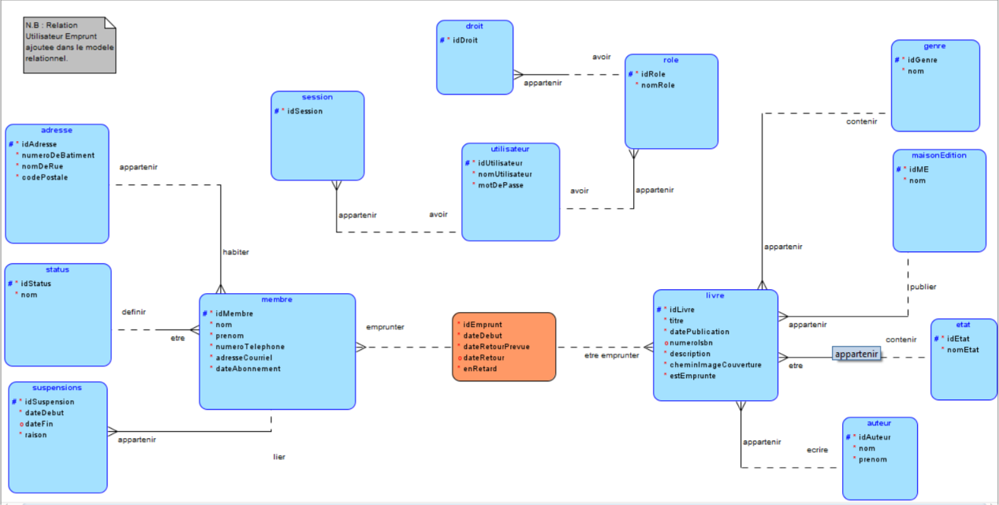 N.B : Relation
Utilisateur Emprunt
ajoutee dans le modele
relationnel.
droit
# * idDroit
avoir
appartenir
role
# * idRole
* nomRole
genre
# * idGenre
* nom
contenir
session
# * idSession
adresse
# * idAdresse
* numeroDeBatiment
* nomDeRue
* codePostale
appartenir
habiter
utilisateur
# * idUtilisateur
* nomUtilisateur
* motDePasse
avoir
appartenir
appartenir
avoir
maisonEdition
# * idME
* nom
appartenir
publier
status
# * idStatus
* nom
definir
etre
membre
# * idMembre
* nom
* prenom
* numeroTelephone
* adresseCourriel
* dateAbonnement
emprunter
* idEmprunt
* dateDebut
* dateRetourPrevue
o dateRetour
* enRetard
etre emprunter
livre
# * idLivre
* titre
* datePublication
o numeroIsbn
* description
* cheminImageCouverture
* estEmprunte
appartenir
contenir
appartenir
etre
etat
# * idEtat
* nomEtat
suspensions
# * idSuspension
* dateDebut
o dateFin
* raison
appartenir
lier
appartenir
ecrire
auteur
# * idAuteur
* nom
* prenom